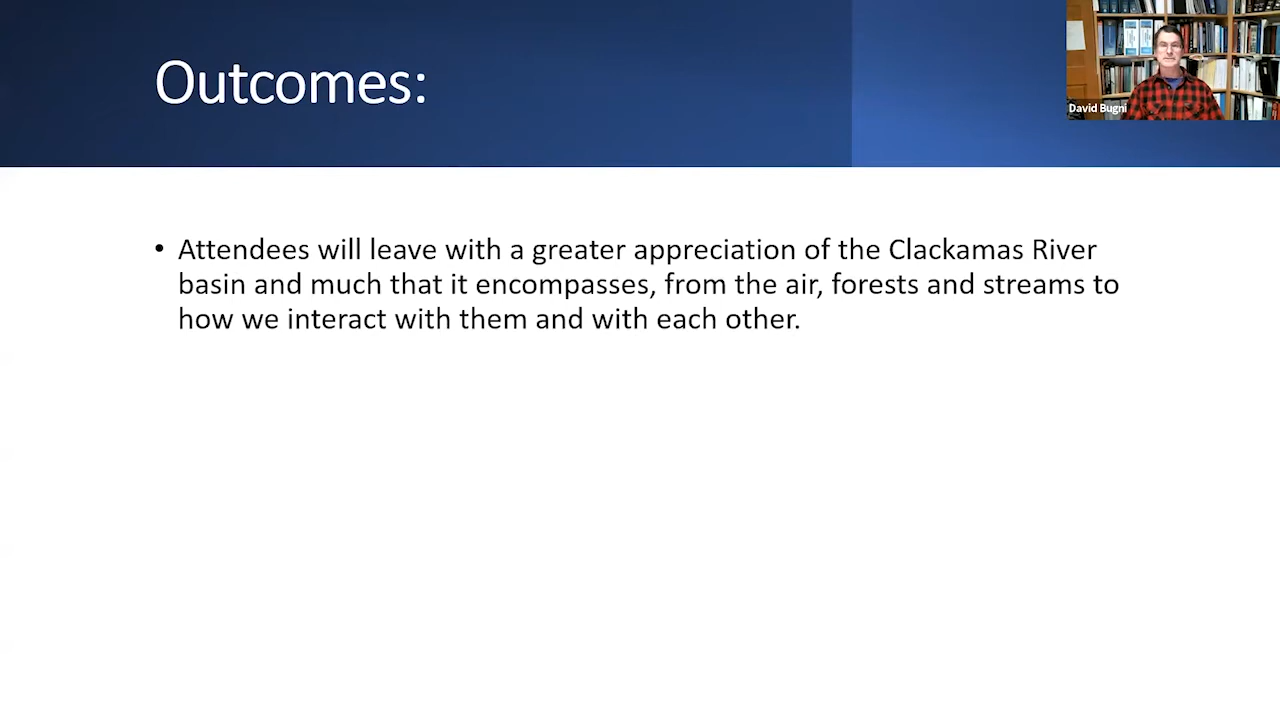 Outcomes:
David Bugni
• Attendees will leave with a greater appreciation of the Clackamas River
basin and much that it encompasses, from the air, forests and streams to
how we interact with them and with each other.